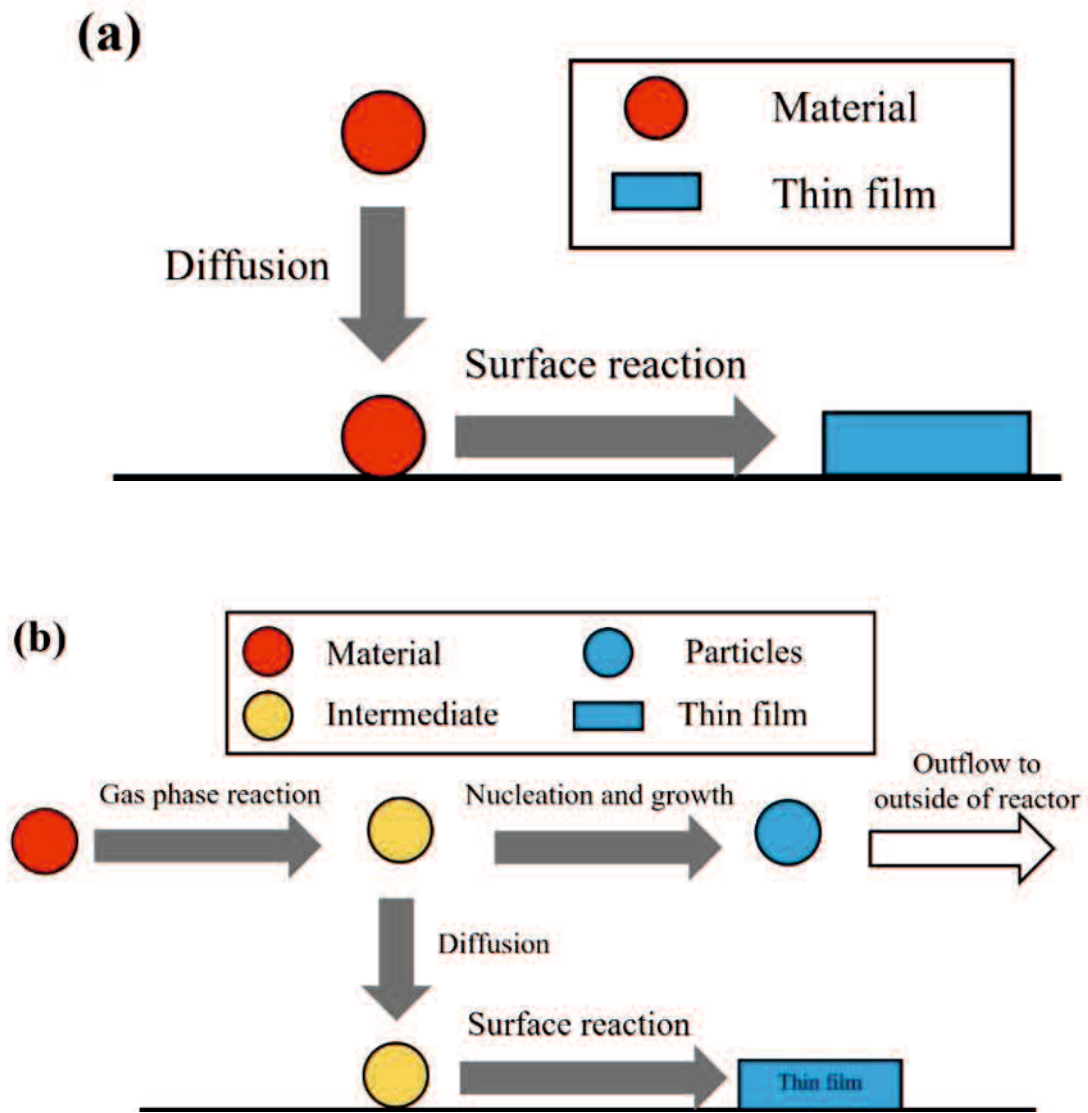 (a)
Material
Thin film
Diffusion
Surface reaction
(b)
Material
Particles
Intermediate
Thin film
Gas phase reaction
Nucleation and growth
Outflow to
outside of reactor
Diffusion
Surface reaction
Thin film